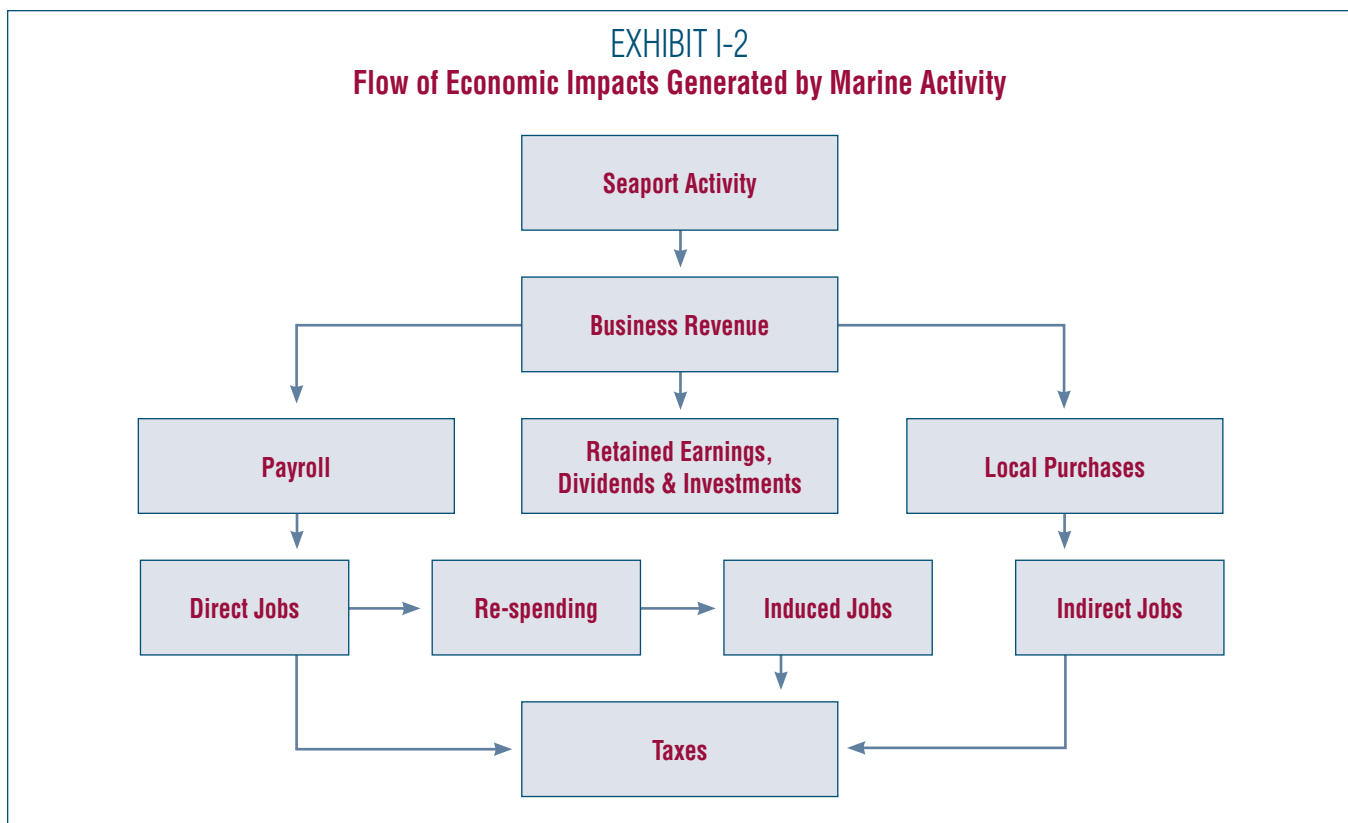 EXHIBIT I-2
Flow of Economic Impacts Generated by Marine Activity
Seaport Activity
Business Revenue
Payroll
Retained Earnings,
Dividends & Investments
Local Purchases
Direct Jobs
Re-spending
Induced Jobs
Indirect Jobs
Taxes